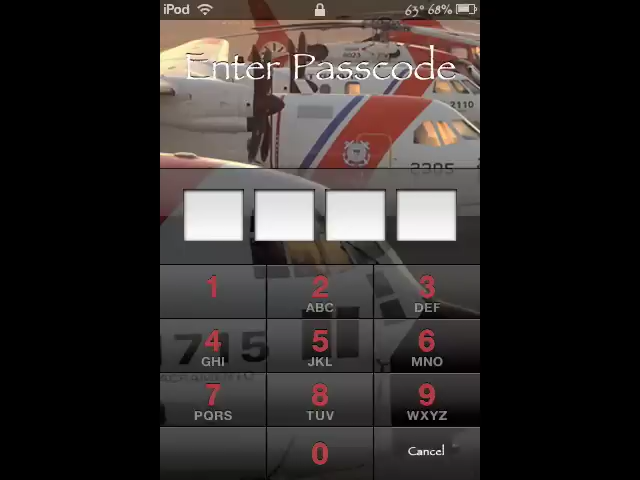 iPod 63° 68%
Enter Passcode
2110
2305
1
2 ABC
3 DEF
4 GHI
5 JKL
6 MNO
715
7 PQRS
8 TUV
9 WXYZ
0
Cancel